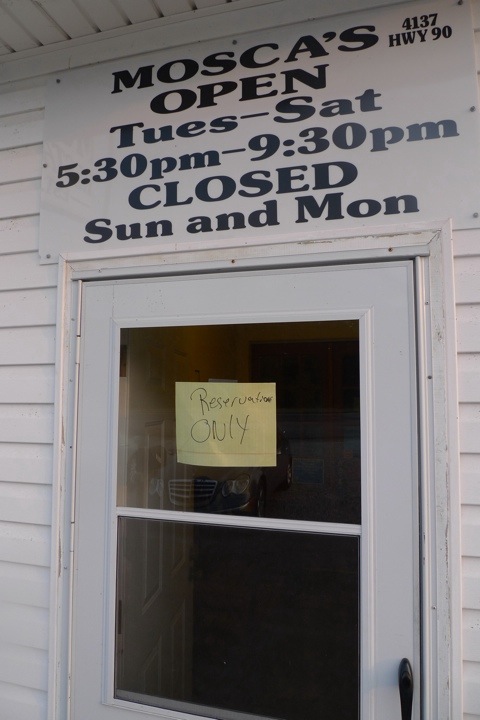 MOSCA'S
4137
HWY 90
OPEN
Tues-Sat
5:30pm-9:30pm
CLOSED
Sun and Mon
Reservation
ONLY